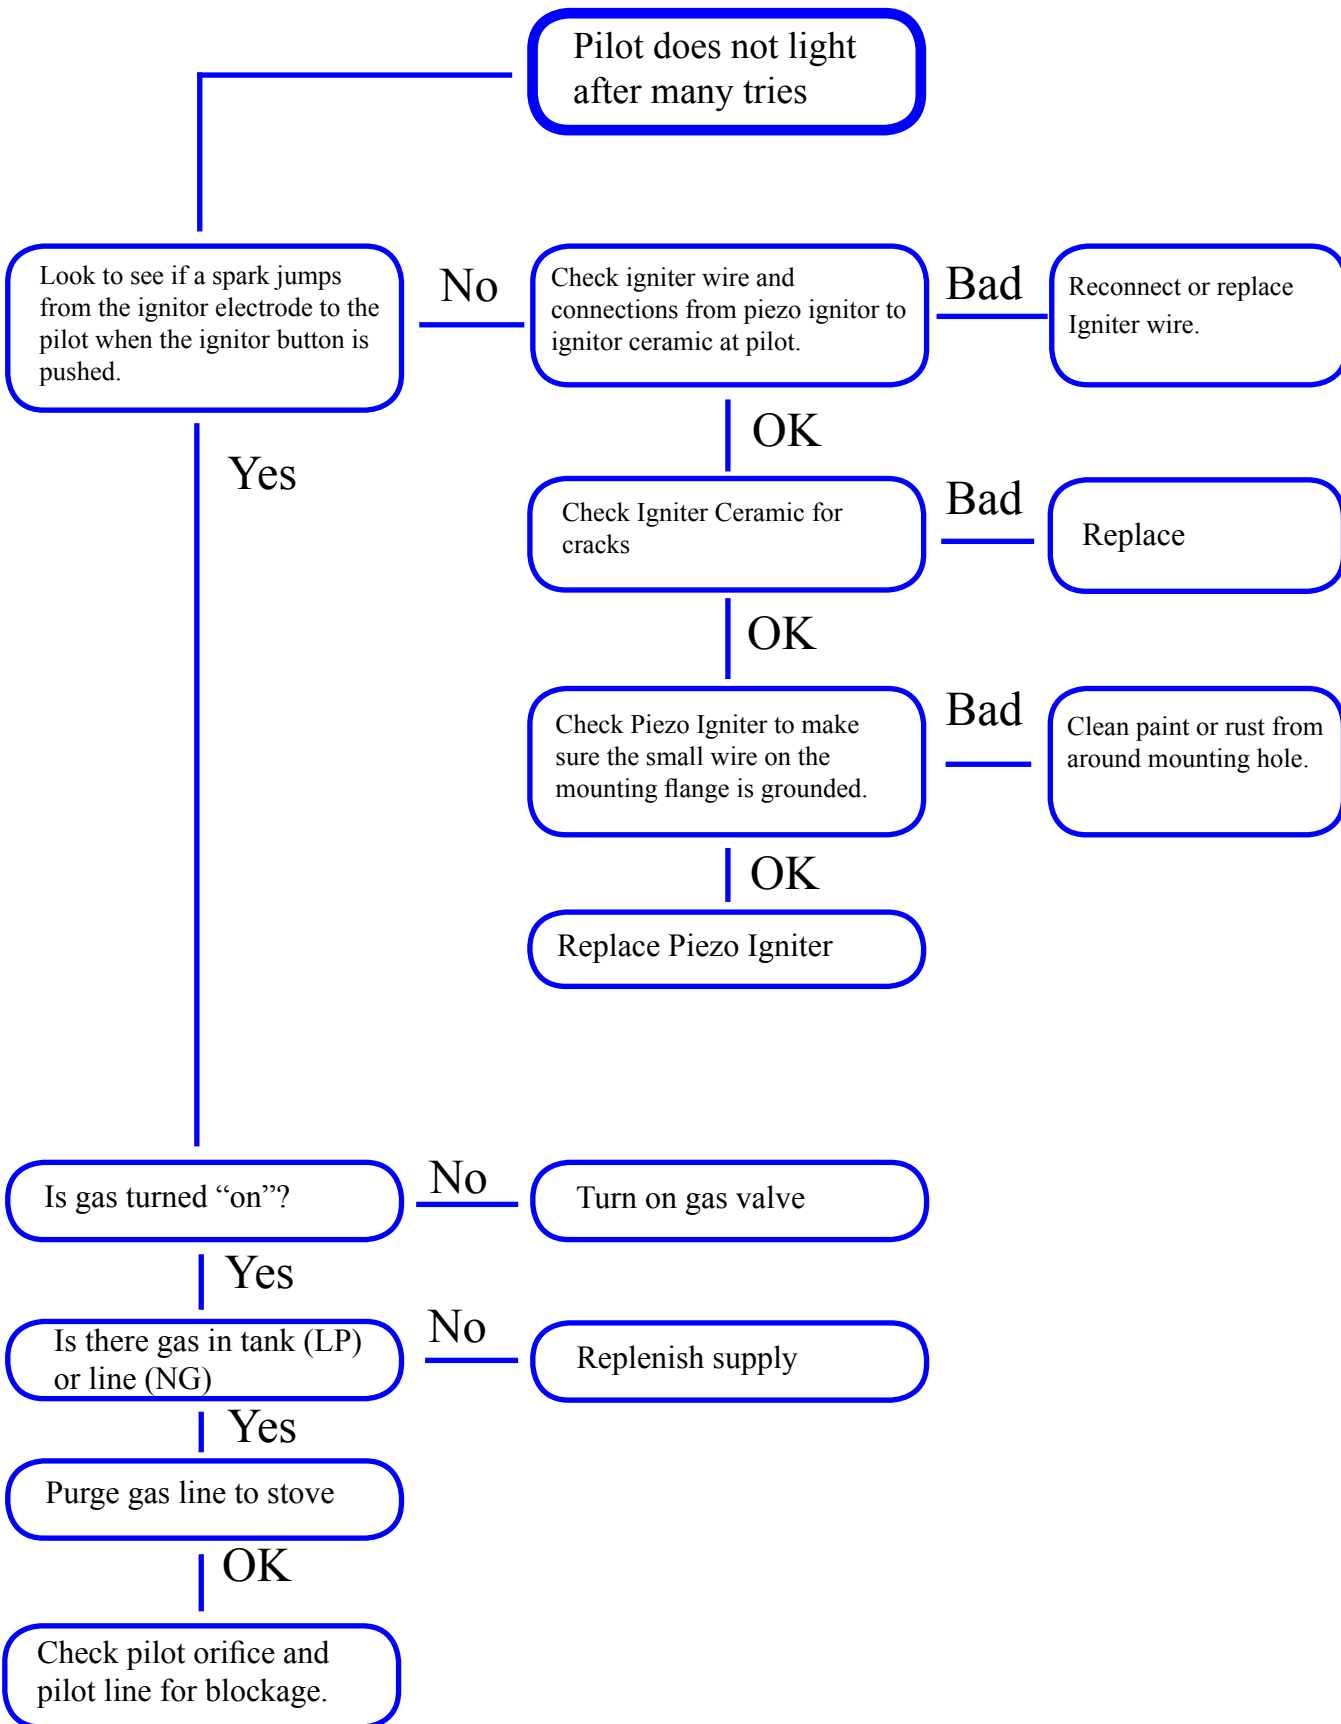 Pilot does not light
after many tries
Look to see if a spark jumps
from the ignitor electrode to the
pilot when the ignitor button is
pushed.
No
Check igniter wire and
connections from piezo ignitor to
ignitor ceramic at pilot.
Bad
Reconnect or replace
Igniter wire.
OK
Yes
Check Igniter Ceramic for
cracks
Bad
Replace
OK
Check Piezo Igniter to make
sure the small wire on the
mounting flange is grounded.
Bad
Clean paint or rust from
around mounting hole.
OK
Replace Piezo Igniter
Is gas turned “on”?
No
Turn on gas valve
Yes
Is there gas in tank (LP)
or line (NG)
No
Replenish supply
Yes
Purge gas line to stove
OK
Check pilot orifice and
pilot line for blockage.